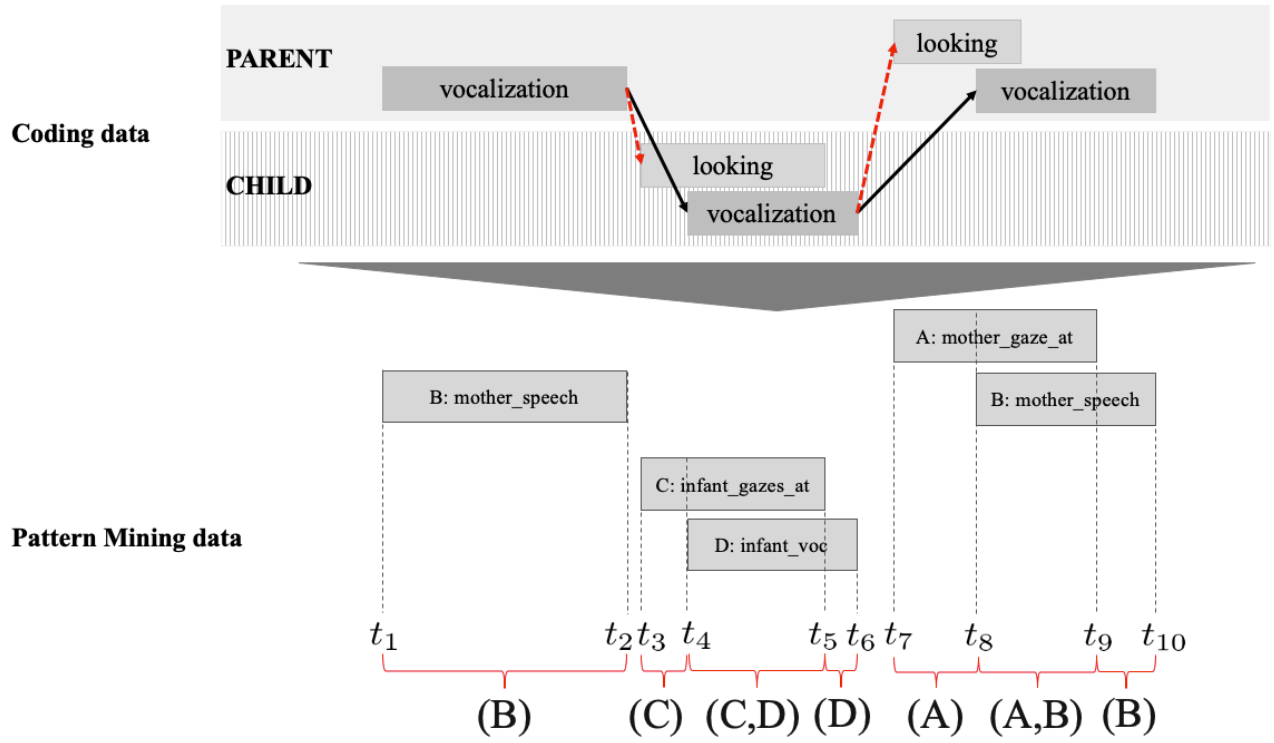 looking
PARENT
vocalization
vocalization
Coding data
looking
CHILD
vocalization
A: mother_gaze_at
B: mother_speech
B: mother_speech
C: infant_gazes_at
Pattern Mining data
D: infant_voc
t1 t2 t3 t4 t5 t6 t7 t8 t9 t10
(B) (C) (C,D) (D) (A) (A,B) (B)